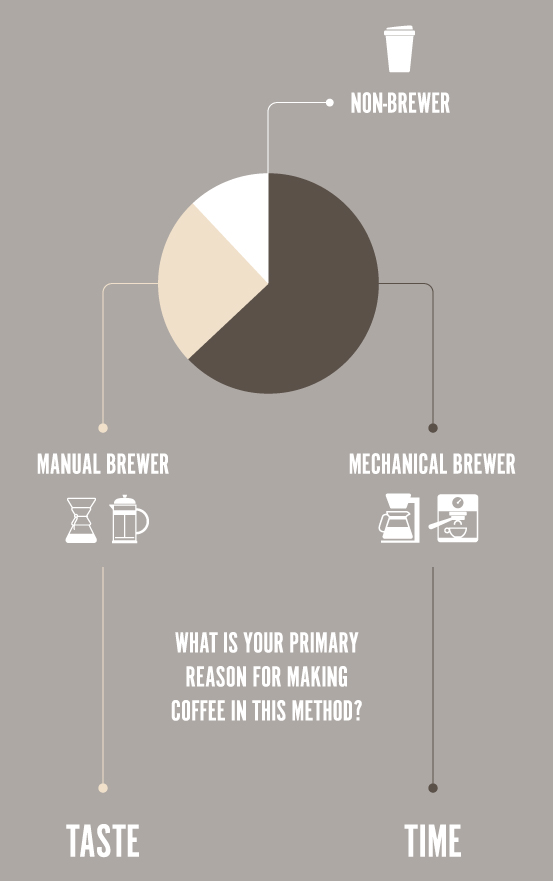 NON-BREWER
MANUAL BREWER
MECHANICAL BREWER
WHAT IS YOUR PRIMARY
REASON FOR MAKING
COFFEE IN THIS METHOD?
TASTE
TIME